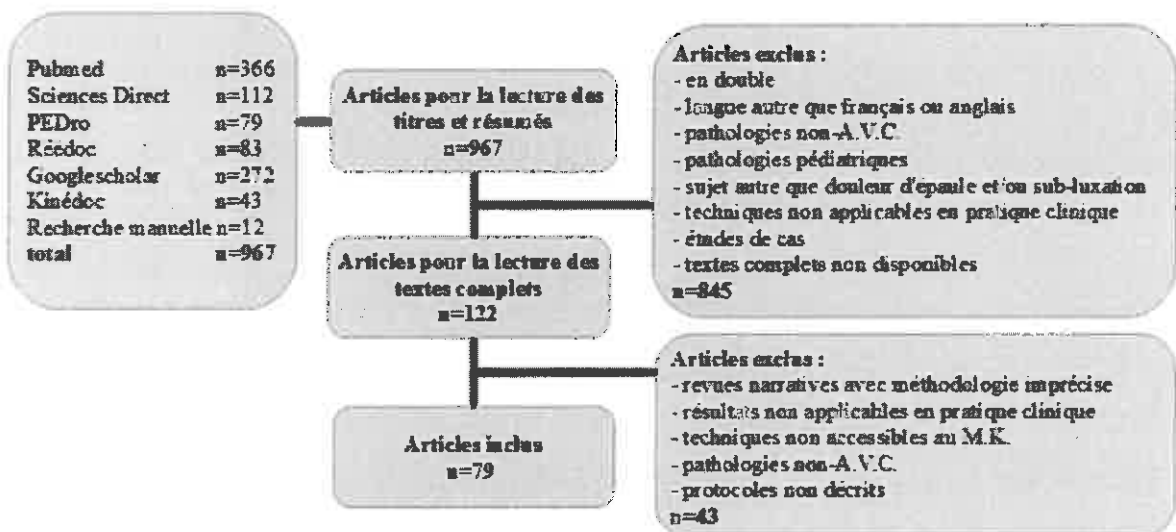 Pubmed n=366
Sciences Direct n=112
PEDro n=79
Réédoc n=83
Googlescholar n=272
Kinédoc n=43
Recherche manuelle n=12
total n=967
Articles pour la lecture des
titres et résumés
n=967
Articles exclus :
- en double
- langue autre que français ou anglais
- pathologies non-A.V.C.
- pathologies pédiatriques
- sujet autre que douleur d'épaule et/ou sub-luxation
- techniques non applicables en pratique clinique
- études de cas
- textes complets non disponibles
n=845
Articles pour la lecture des
textes complets
n=122
Articles exclus :
- revues narratives avec méthodologie imprécise
- résultats non applicables en pratique clinique
- techniques non accessibles au M.K.
- pathologies non-A.V.C.
- protocoles non décrits
n=43
Articles inclus
n=79